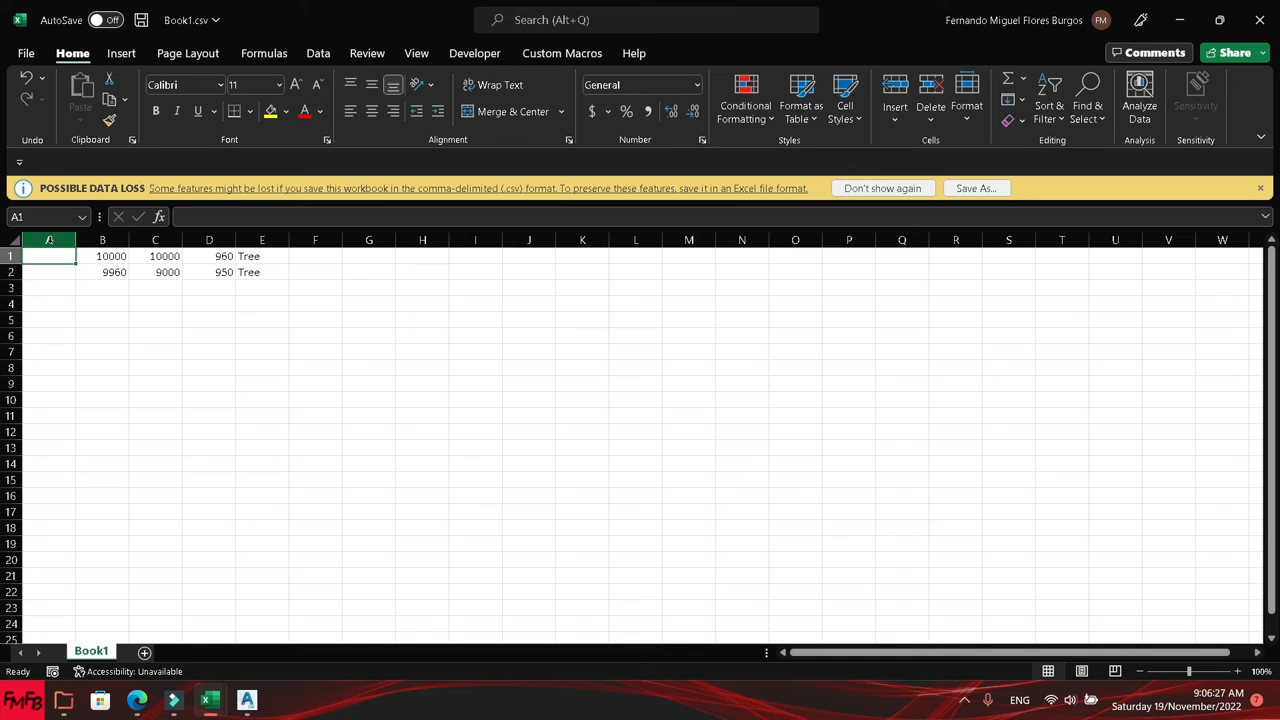 AutoSave Off Book1.csv Search (Alt+Q) Fernando Miguel Flores Burgos FM
File Home Insert Page Layout Formulas Data Review View Developer Custom Macros Help Comments Share
Calibri 11 Wrap Text General
Paste Conditional Formatting Format as Table Cell Styles Insert Delete Format Sort & Filter Find & Select Analyze Data Sensitivity
B I U A Merge & Center $ %
Undo Clipboard Font Alignment Number Styles Cells Editing Analysis Sensitivity
POSSIBLE DATA LOSS Some features might be lost if you save this workbook in the comma-delimited (.csv) format. To preserve these features, save it in an Excel file format. Don't show again Save As...
A1 fx
A B C D E F G H I J K L M N O P Q R S T U V W
1 10000 10000 960 Tree
2 9960 9000 950 Tree
3
4
5
6
7
8
9
10
11
12
13
14
15
16
17
18
19
20
21
22
23
24
25
Book1
Ready Accessibility: Unavailable 100%
FMFB ENG 9:06:27 AM 7
Saturday 19/November/2022